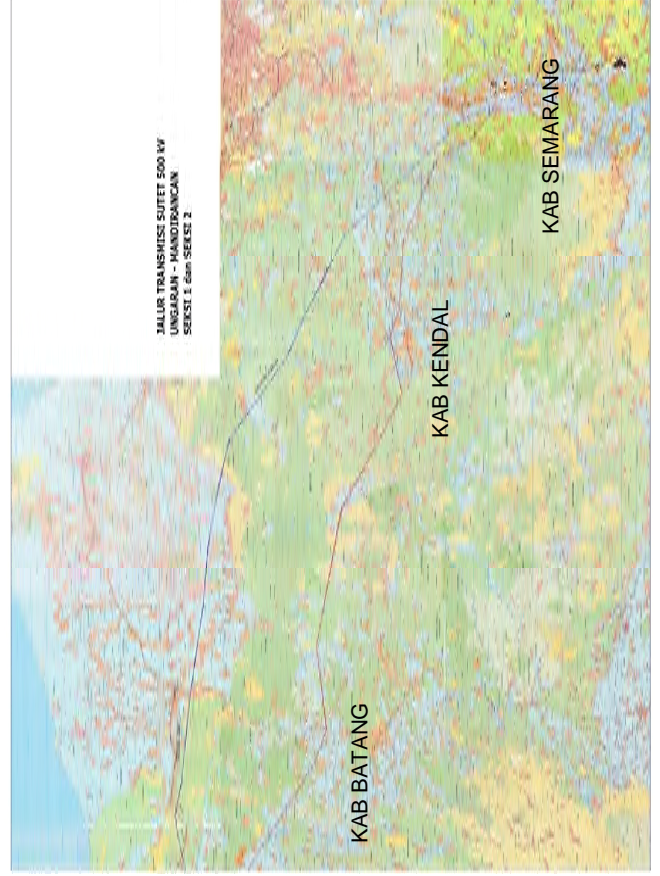 JALUR TRANSMISI SUTET 500 kV
UNGARAN - MANDIRANCAN
SEKSI 1 dan SEKSI 2
KAB SEMARANG
KAB KENDAL
KAB BATANG